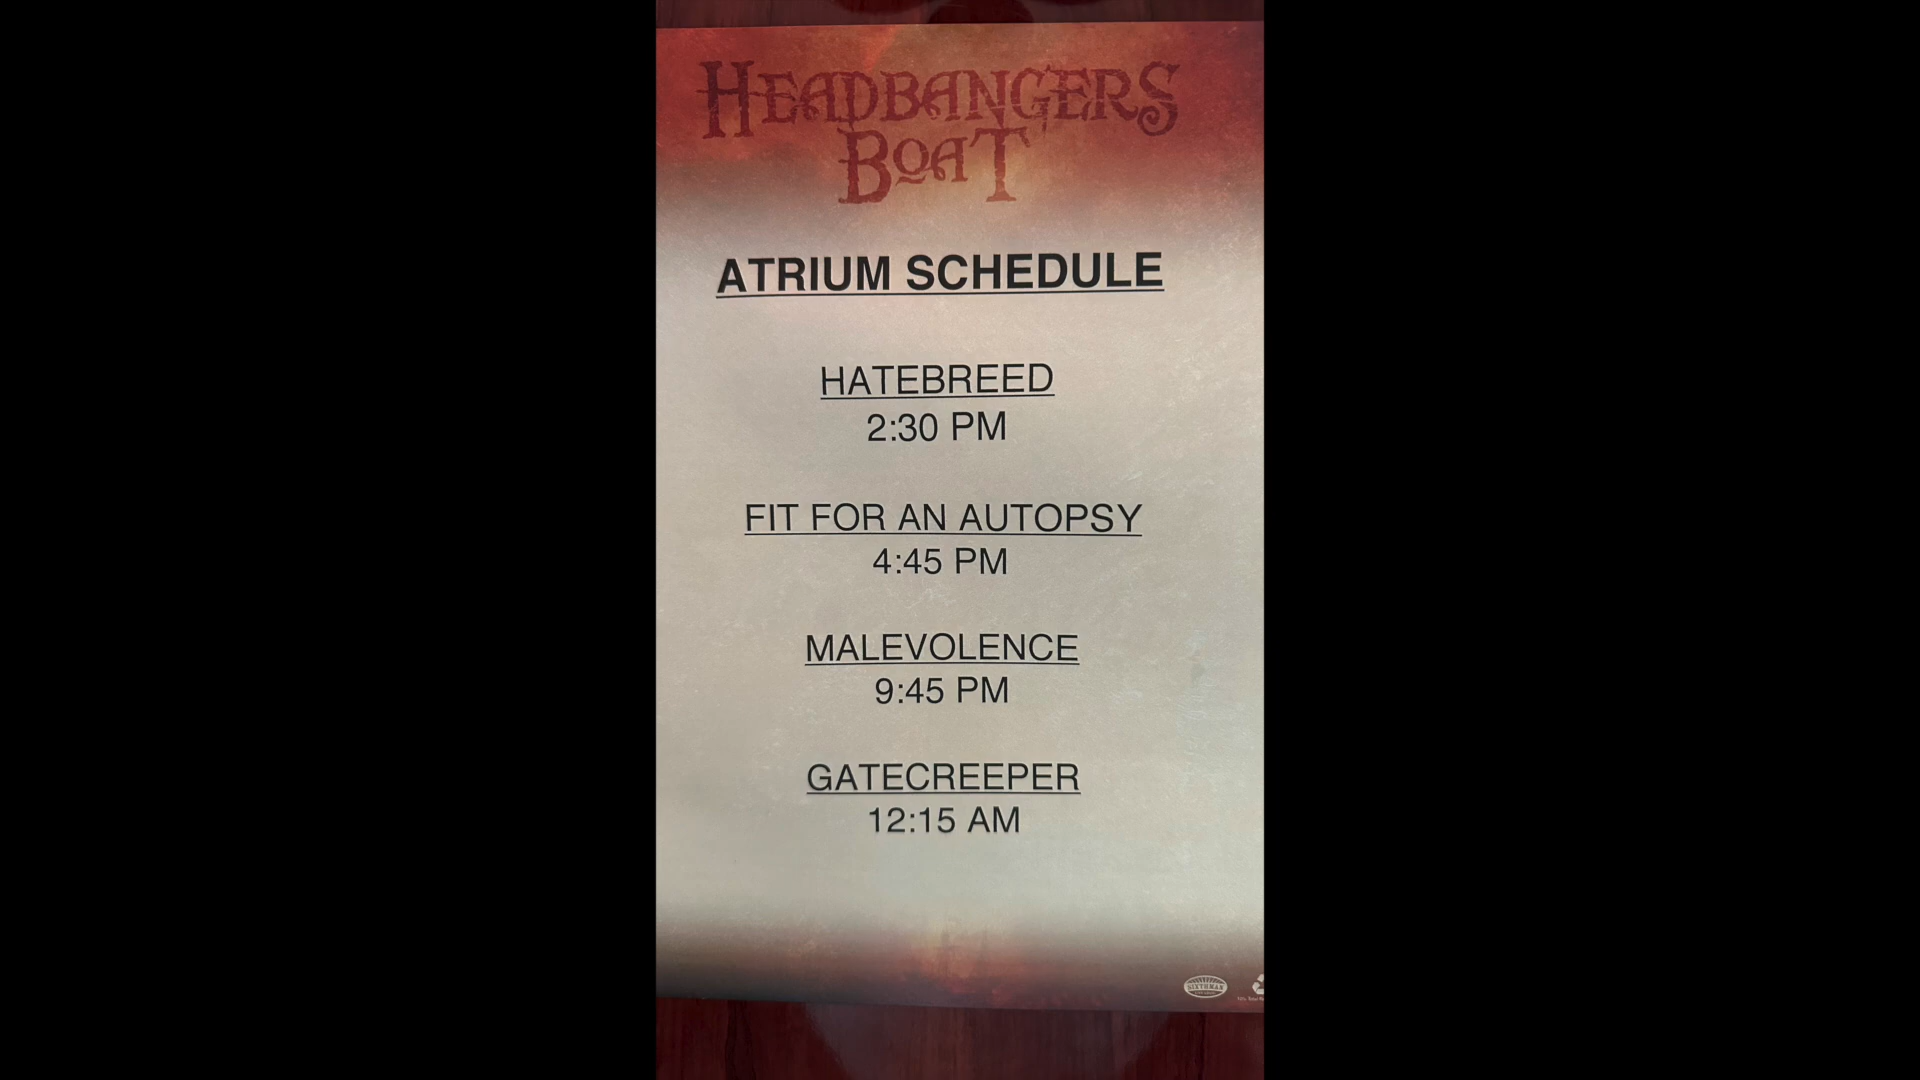 HEADBANGERS
BOAT
ATRIUM SCHEDULE
HATEBREED
2:30 PM
FIT FOR AN AUTOPSY
4:45 PM
MALEVOLENCE
9:45 PM
GATECREEPER
12:15 AM
SIXTHMAN